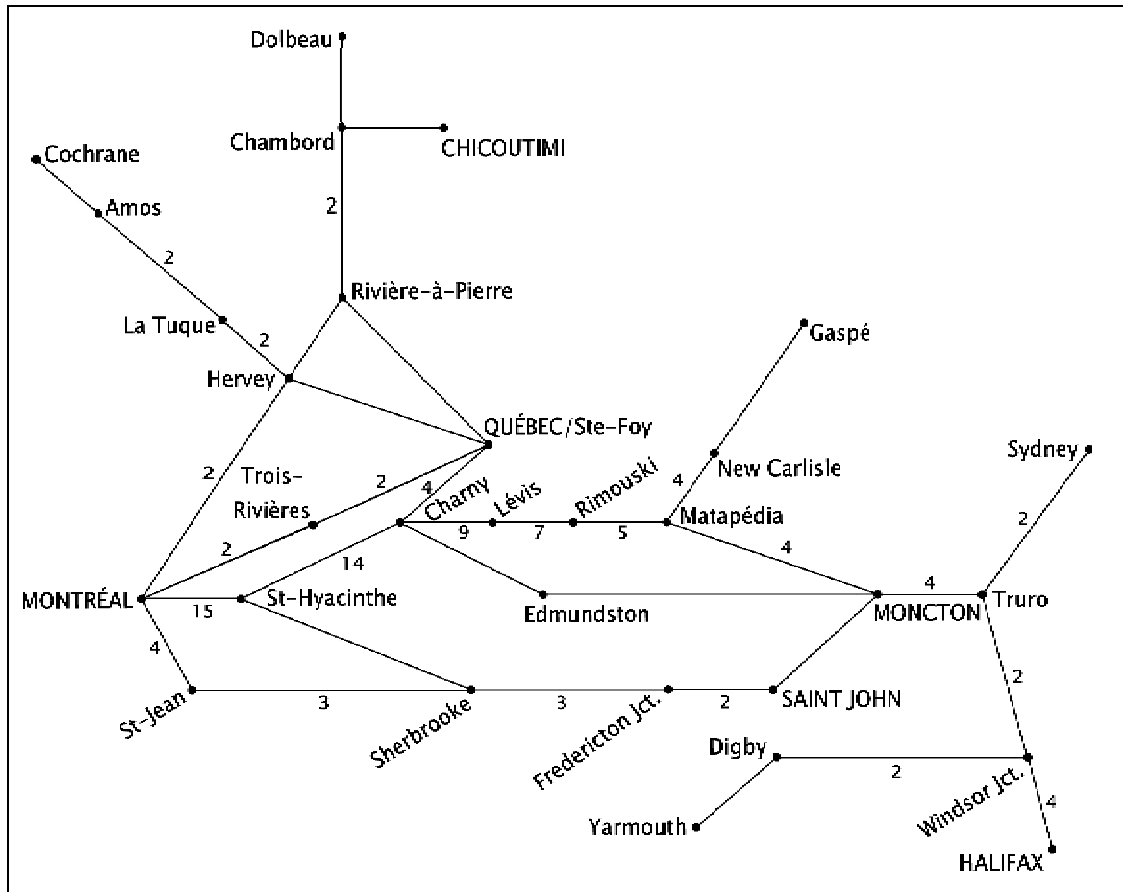 Dolbeau
Chambord
CHICOUTIMI
Cochrane
Amos
2
2
Rivière-à-Pierre
La Tuque
2
Gaspé
Hervey
QUÉBEC/Ste-Foy
Sydney
2
Trois-
Rivières
2
4
Charny
Lévis
Rimouski
4
New Carlisle
2
Matapédia
2
14
9
7
5
4
MONTRÉAL
15
St-Hyacinthe
Edmundston
4
MONCTON
Truro
4
2
St-Jean
3
Sherbrooke
3
Fredericton Jct.
2
SAINT JOHN
Digby
2
Windsor Jct.
4
Yarmouth
HALIFAX